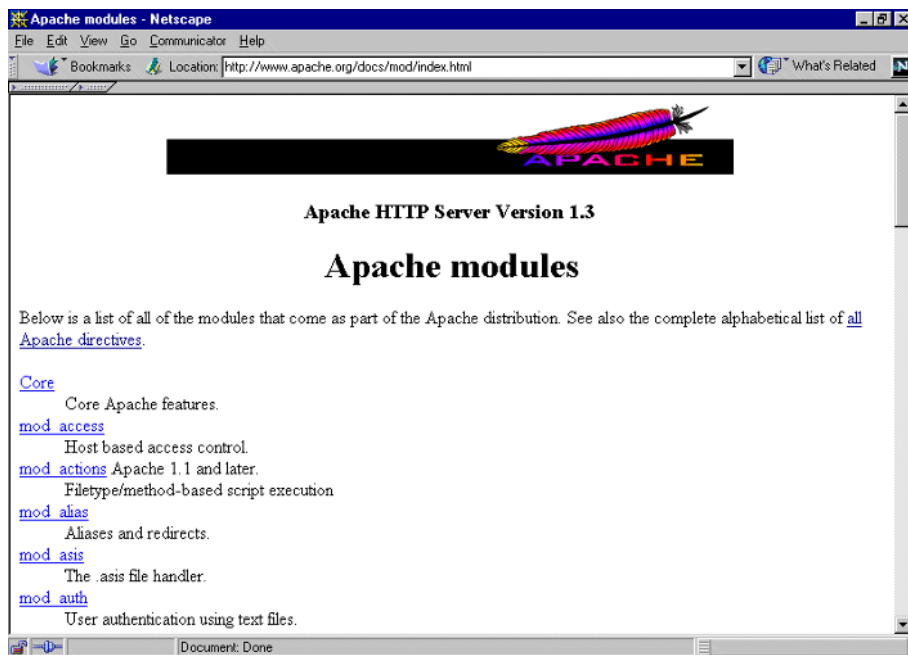 Apache modules - Netscape
File Edit View Go Communicator Help
Bookmarks Location: http://www.apache.org/docs/mod/index.html What's Related N
APACHE
Apache HTTP Server Version 1.3
Apache modules
Below is a list of all of the modules that come as part of the Apache distribution. See also the complete alphabetical list of all
Apache directives.
Core
Core Apache features.
mod_access
Host based access control.
mod_actions Apache 1.1 and later.
Filetype/method-based script execution
mod_alias
Aliases and redirects.
mod_asis
The .asis file handler.
mod_auth
User authentication using text files.
Document: Done